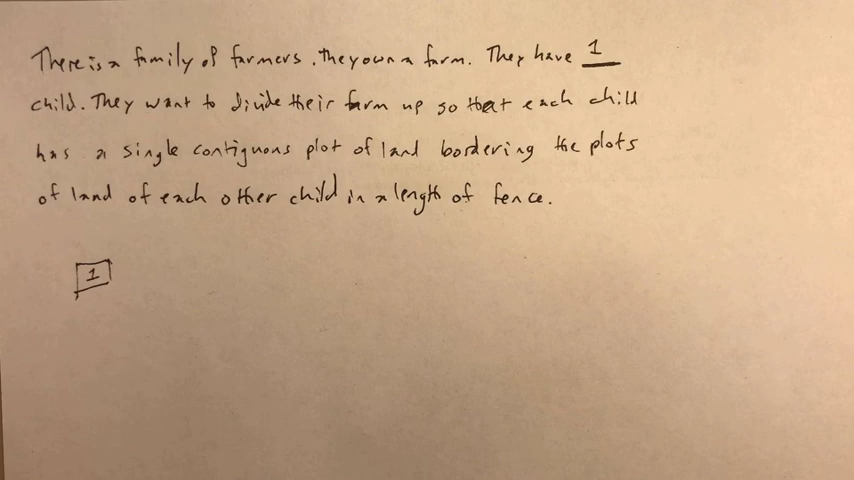 There is a family of farmers. they own a farm. They have 1
child. They want to divide their farm up so that each child
has a single contiguous plot of land bordering the plots
of land of each other child in a length of fence.
1